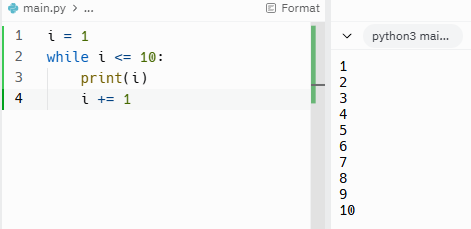 main.py > ...
Format
1 i = 1
2 while i <= 10:
3     print(i)
4     i += 1
python3 mai...
1
2
3
4
5
6
7
8
9
10